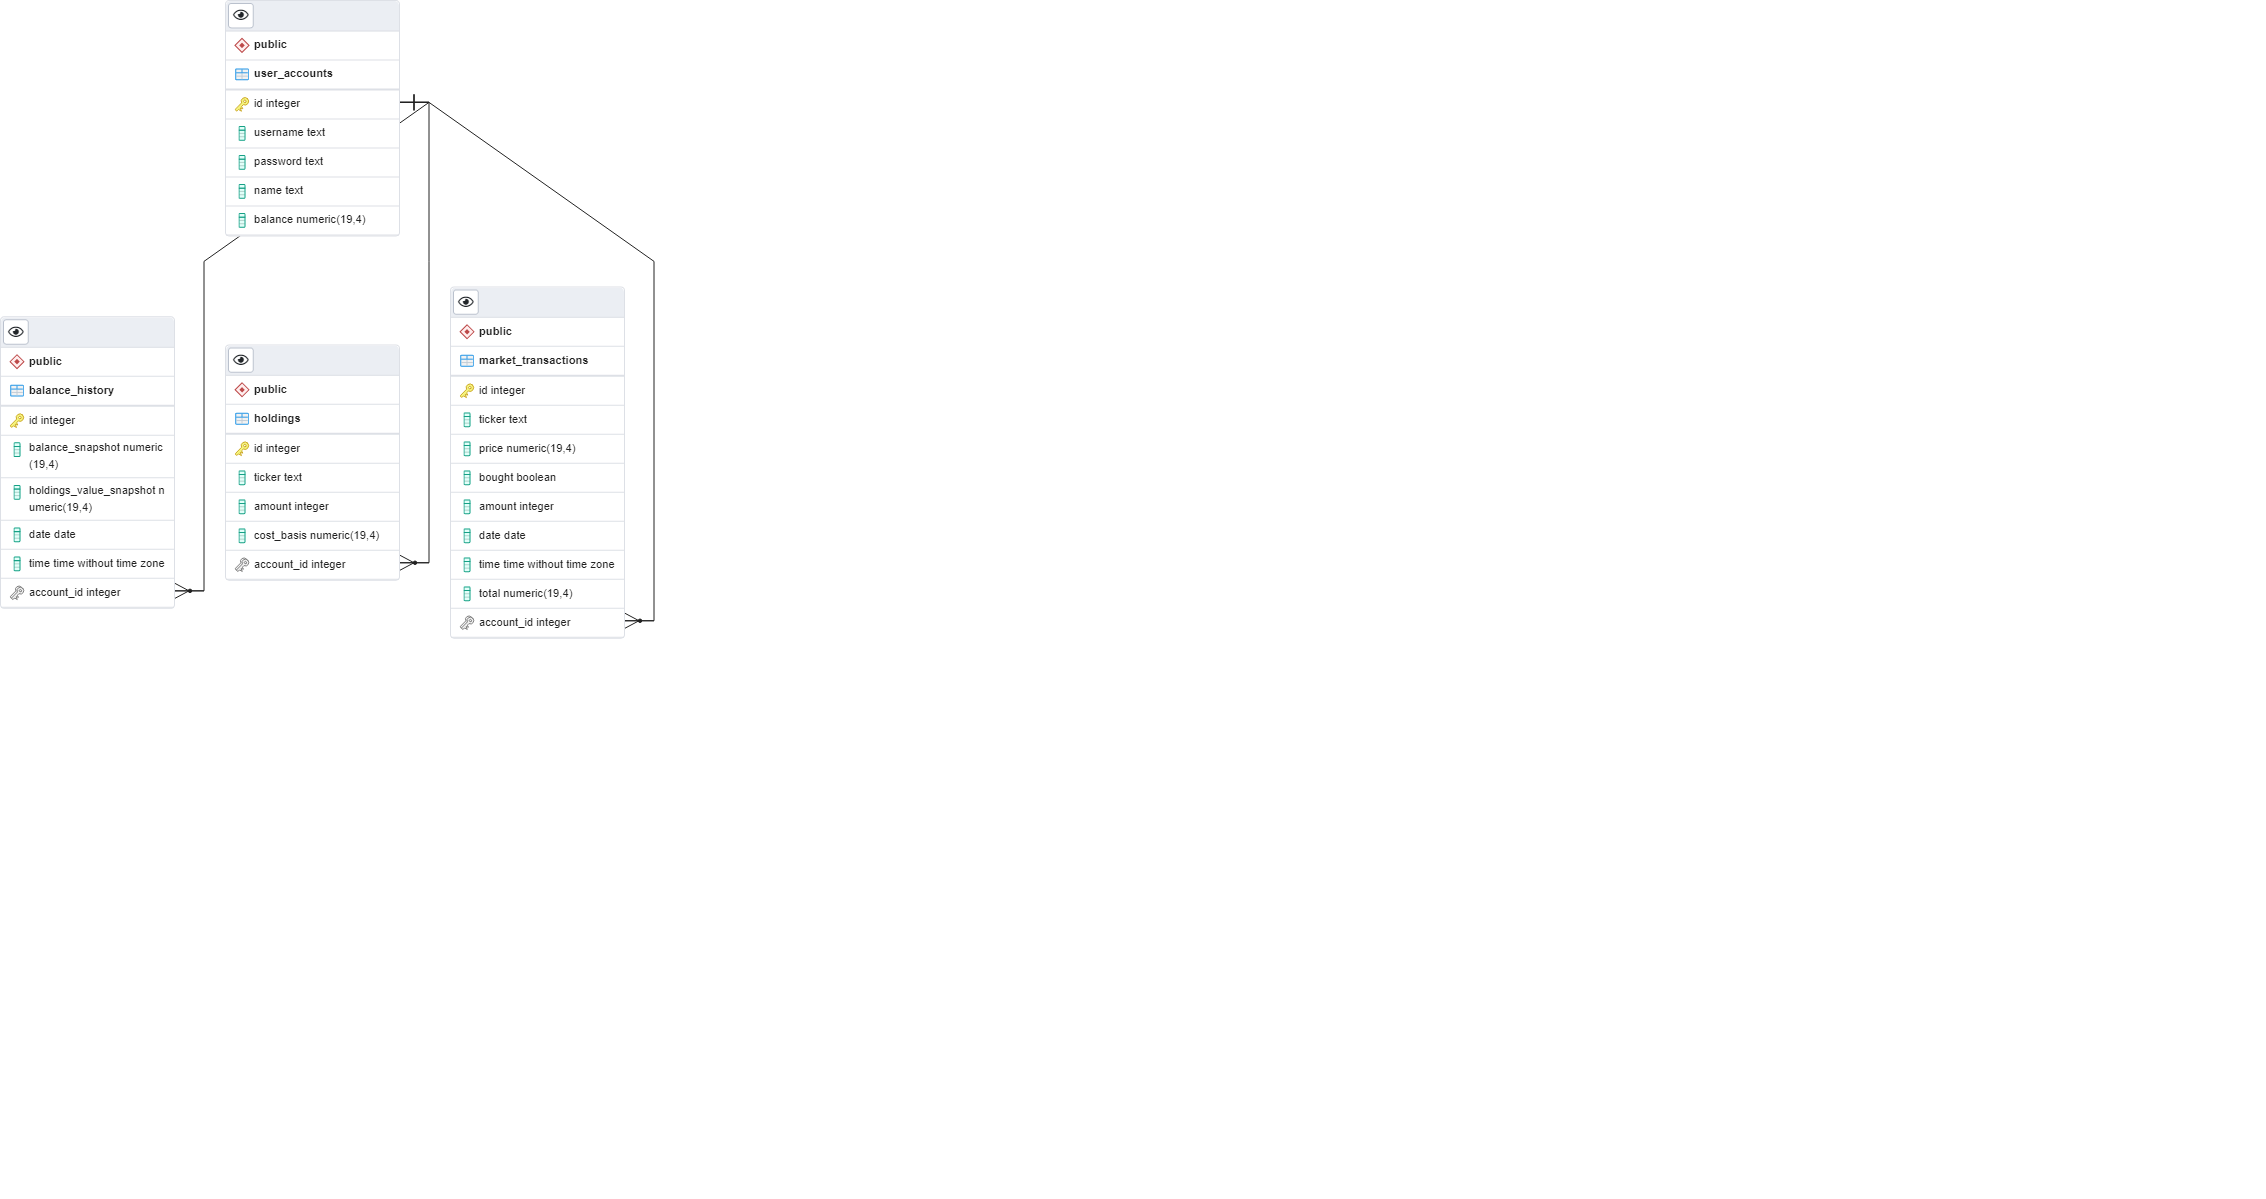 public
user_accounts
id integer
username text
password text
name text
balance numeric(19,4)
public
balance_history
id integer
balance_snapshot numeric
(19,4)
holdings_value_snapshot n
umeric(19,4)
date date
time time without time zone
account_id integer
public
holdings
id integer
ticker text
amount integer
cost_basis numeric(19,4)
account_id integer
public
market_transactions
id integer
ticker text
price numeric(19,4)
bought boolean
amount integer
date date
time time without time zone
total numeric(19,4)
account_id integer